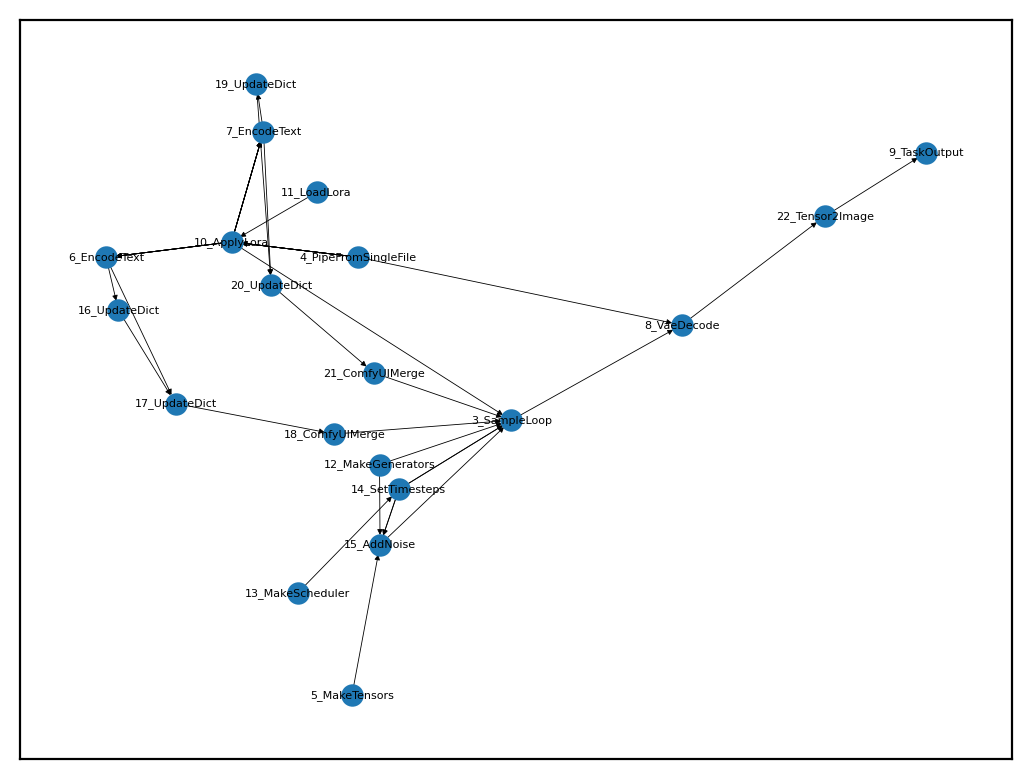 19_UpdateDict
7_EncodeText
9_TaskOutput
11_LoadLora
22_Tensor2Image
10_ApplyLora
6_EncodeText
4_PipeFromSingleFile
20_UpdateDict
16_UpdateDict
8_VaeDecode
21_ComfyUIMerge
17_UpdateDict
3_SampleLoop
18_ComfyUIMerge
12_MakeGenerators
14_SetTimesteps
15_AddNoise
13_MakeScheduler
5_MakeTensors